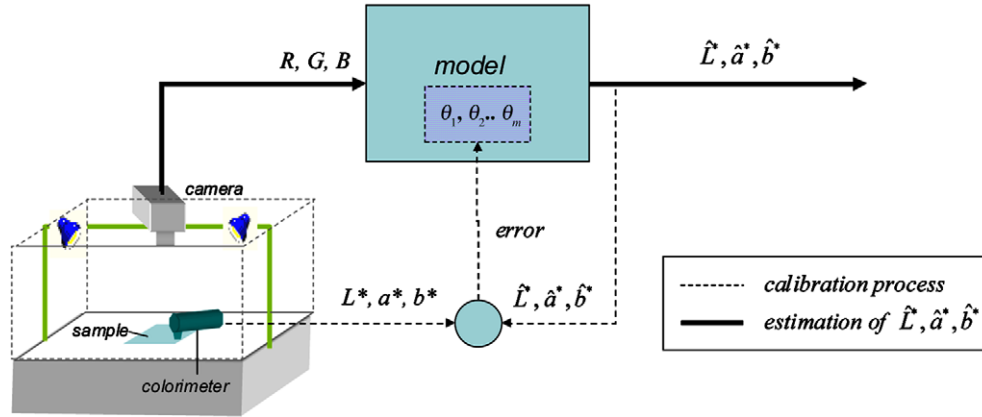 R, G, B
model
θ₁, θ₂.. θₘ
L̂*, â*, b̂*
camera
error
L*, a*, b*
L̂*, â*, b̂*
sample
colorimeter
calibration process
estimation of L̂*, â*, b̂*